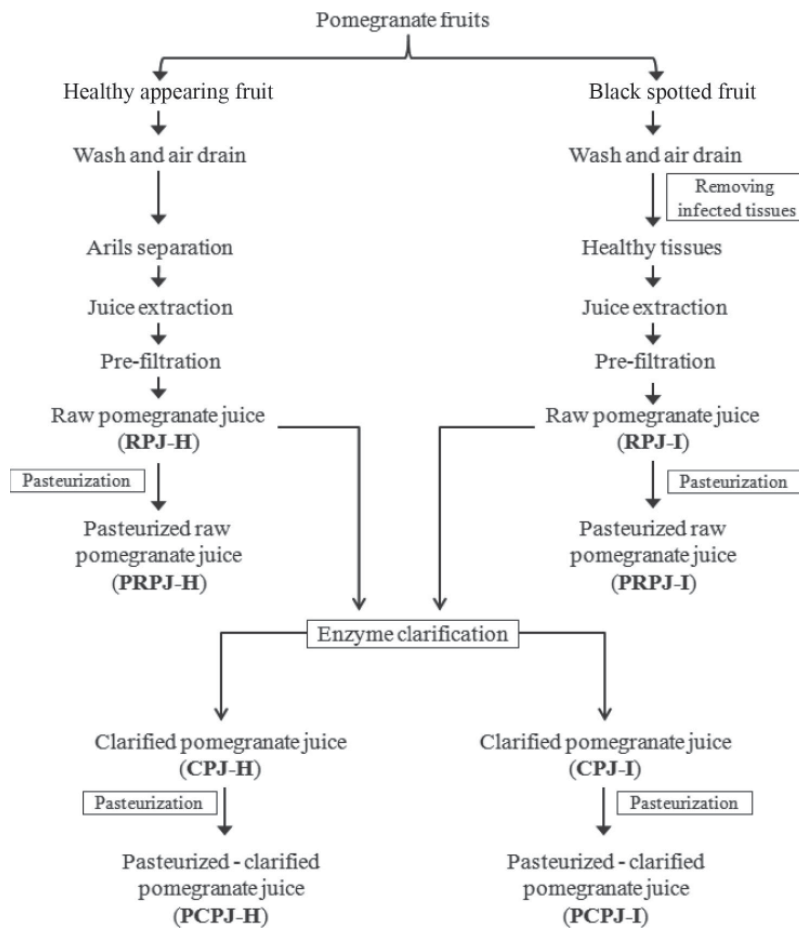 Pomegranate fruits
Healthy appearing fruit
Black spotted fruit
Wash and air drain
Wash and air drain
Removing
infected tissues
Arils separation
Healthy tissues
Juice extraction
Juice extraction
Pre-filtration
Pre-filtration
Raw pomegranate juice
(RPJ-H)
Raw pomegranate juice
(RPJ-I)
Pasteurization
Pasteurization
Pasteurized raw
pomegranate juice
(PRPJ-H)
Pasteurized raw
pomegranate juice
(PRPJ-I)
Enzyme clarification
Clarified pomegranate juice
(CPJ-H)
Clarified pomegranate juice
(CPJ-I)
Pasteurization
Pasteurization
Pasteurized - clarified
pomegranate juice
(PCPJ-H)
Pasteurized - clarified
pomegranate juice
(PCPJ-I)